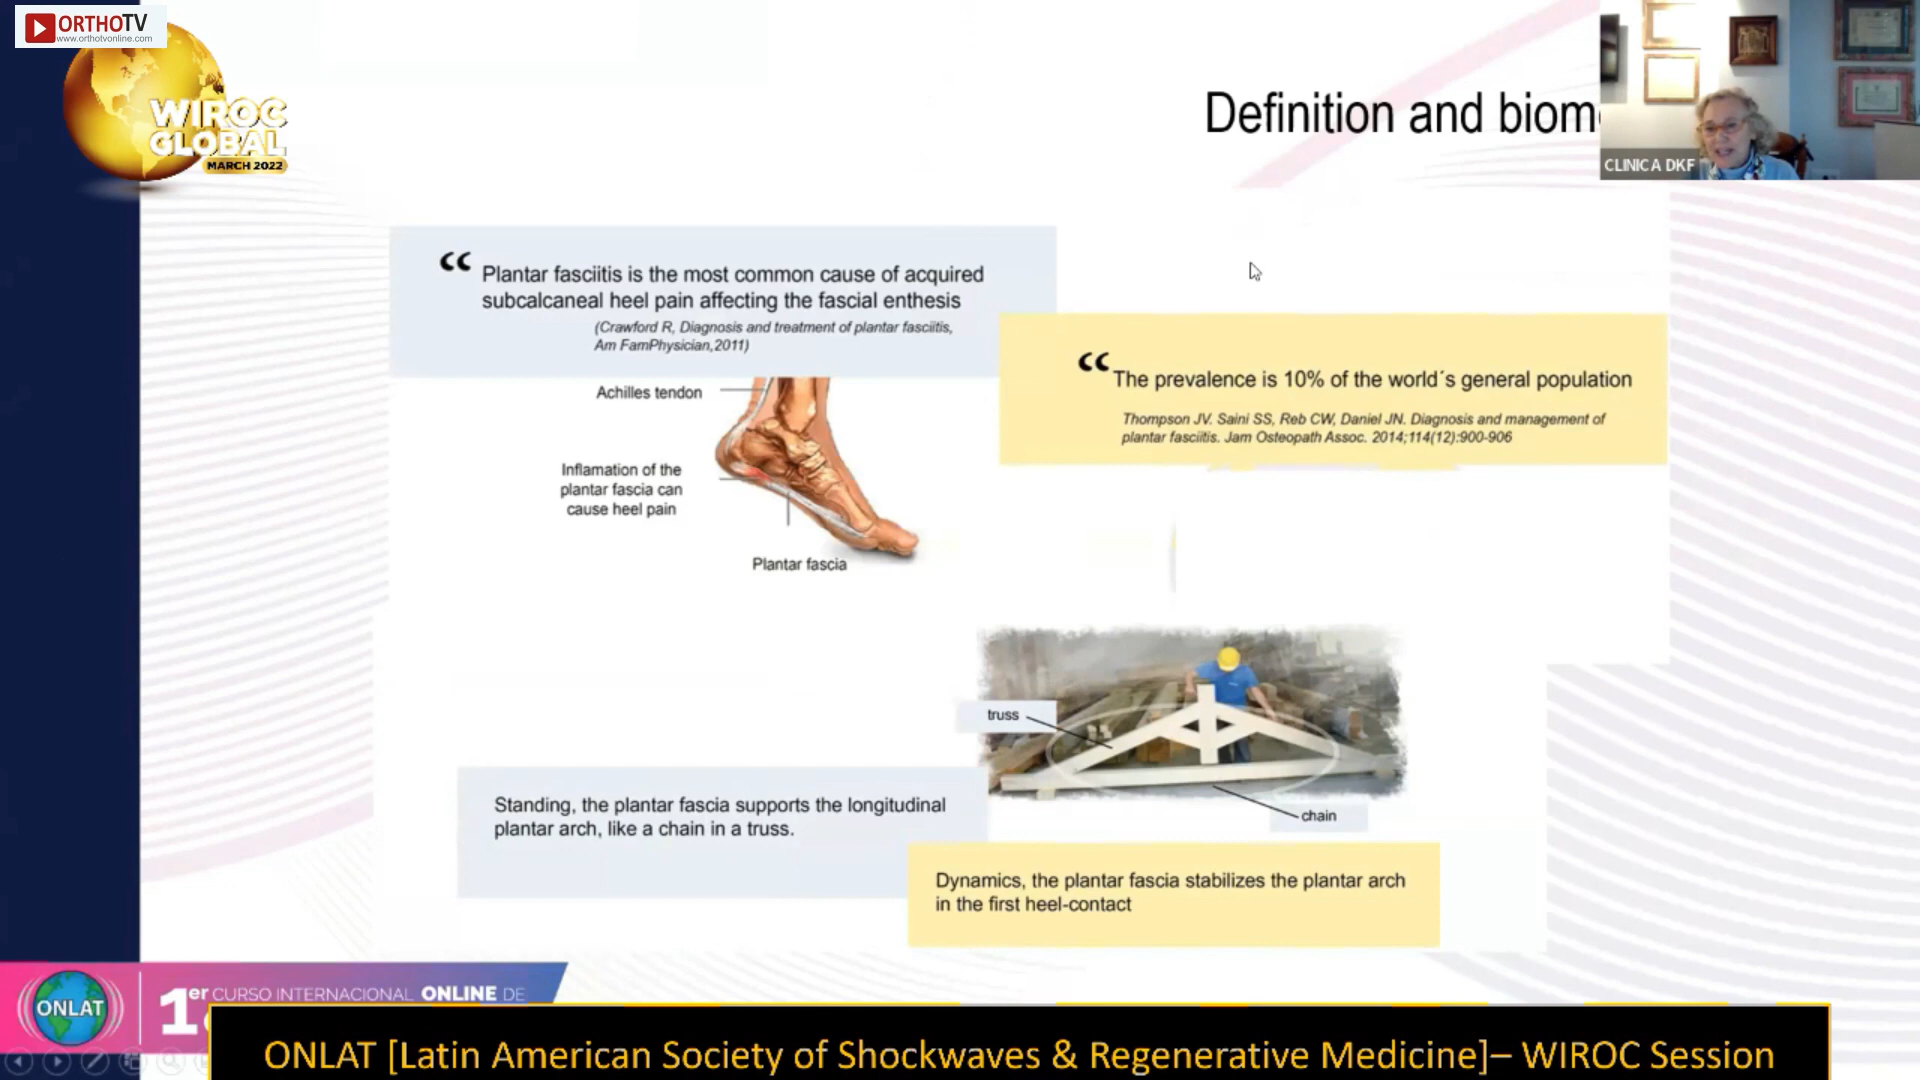 ORTHOTV
www.orthotvonline.com
WIROC
GLOBAL
MARCH 2022
Definition and biom
CLINICA DKF
“ Plantar fasciitis is the most common cause of acquired
subcalcaneal heel pain affecting the fascial enthesis
(Crawford R, Diagnosis and treatment of plantar fasciitis,
Am FamPhysician,2011)
“ The prevalence is 10% of the world´s general population
Thompson JV. Saini SS, Reb CW, Daniel JN. Diagnosis and management of
plantar fasciitis. Jam Osteopath Assoc. 2014;114(12):900-906
Achilles tendon
Inflamation of the
plantar fascia can
cause heel pain
Plantar fascia
truss
chain
Standing, the plantar fascia supports the longitudinal
plantar arch, like a chain in a truss.
Dynamics, the plantar fascia stabilizes the plantar arch
in the first heel-contact
ONLAT
1er CURSO INTERNACIONAL ONLINE DE
ONLAT [Latin American Society of Shockwaves & Regenerative Medicine]– WIROC Session